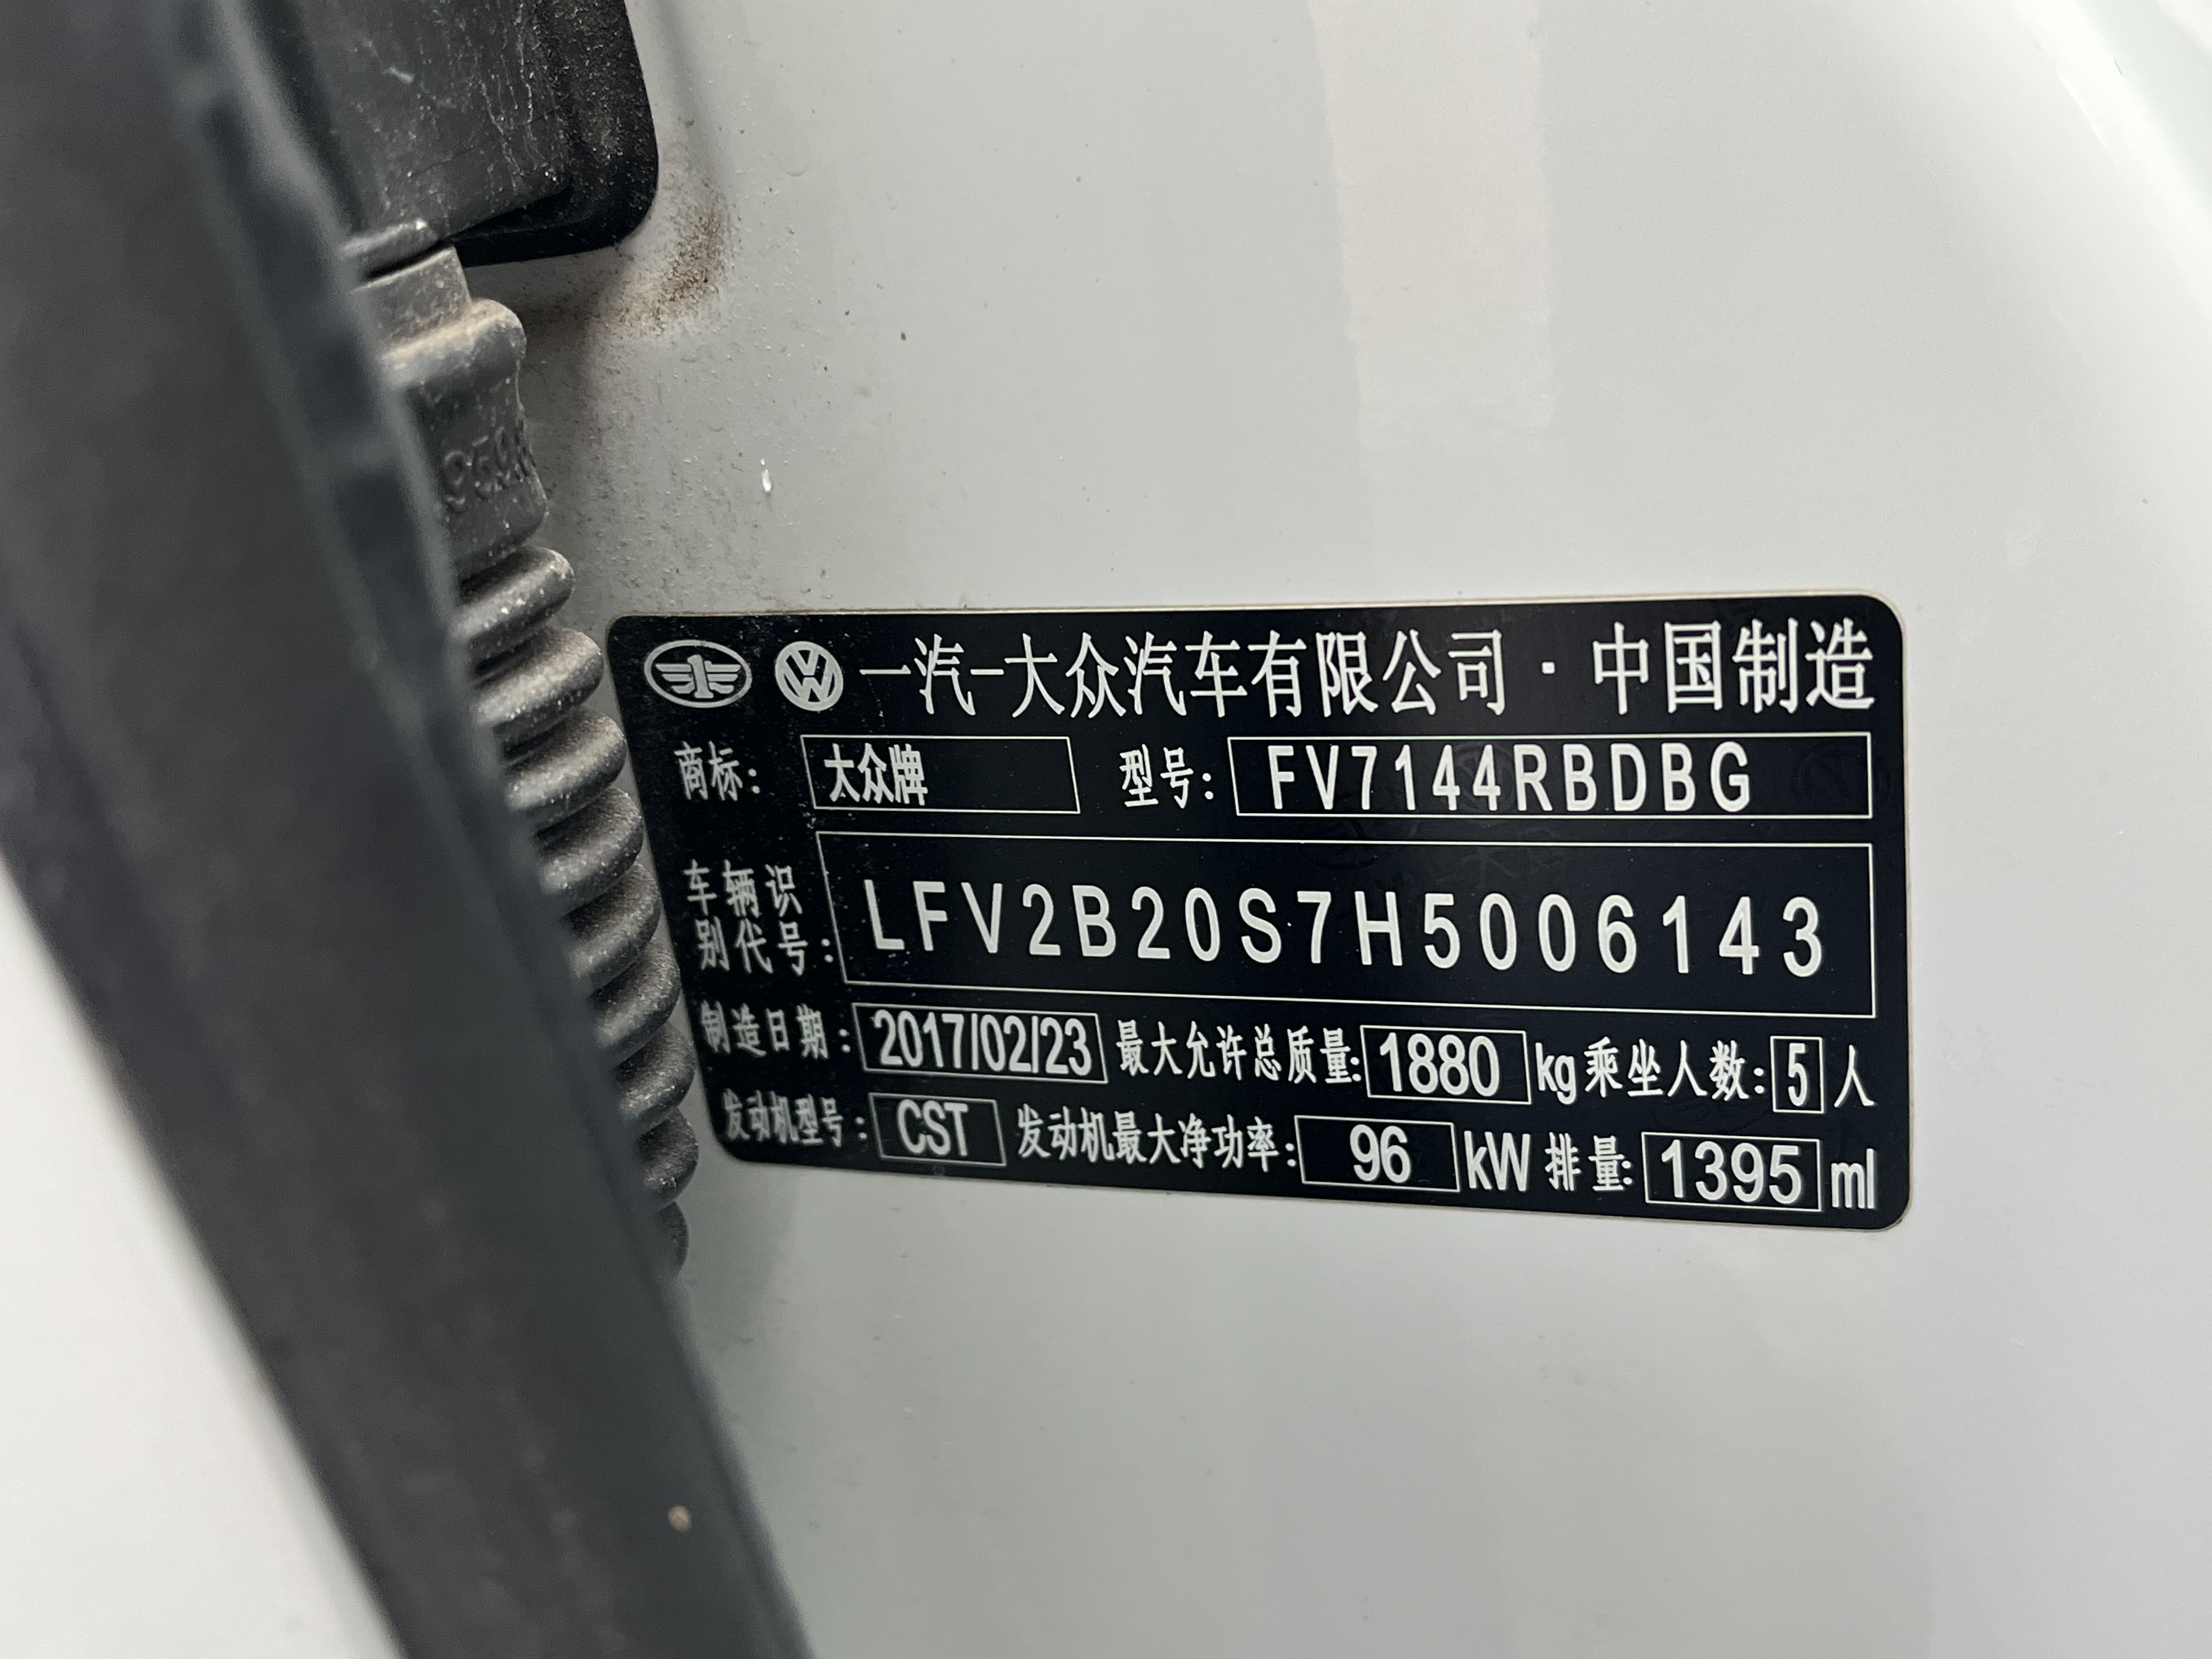 一汽-大众汽车有限公司·中国制造
商标: 大众牌 型号: FV7144RBDBG
车辆识别代号: LFV2B20S7H5006143
制造日期: 2017/02/23 最大允许总质量: 1880 kg 乘坐人数: 5 人
发动机型号: CST 发动机最大净功率: 96 kW 排量: 1395 ml